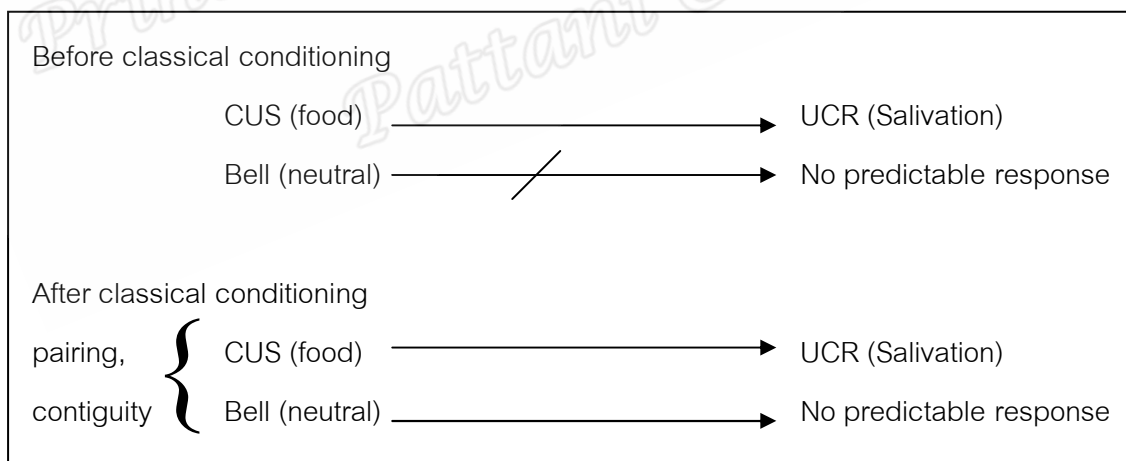 Before classical conditioning
CUS (food) UCR (Salivation)
Bell (neutral) No predictable response
After classical conditioning
pairing, CUS (food) UCR (Salivation)
contiguity Bell (neutral) No predictable response
Pattani